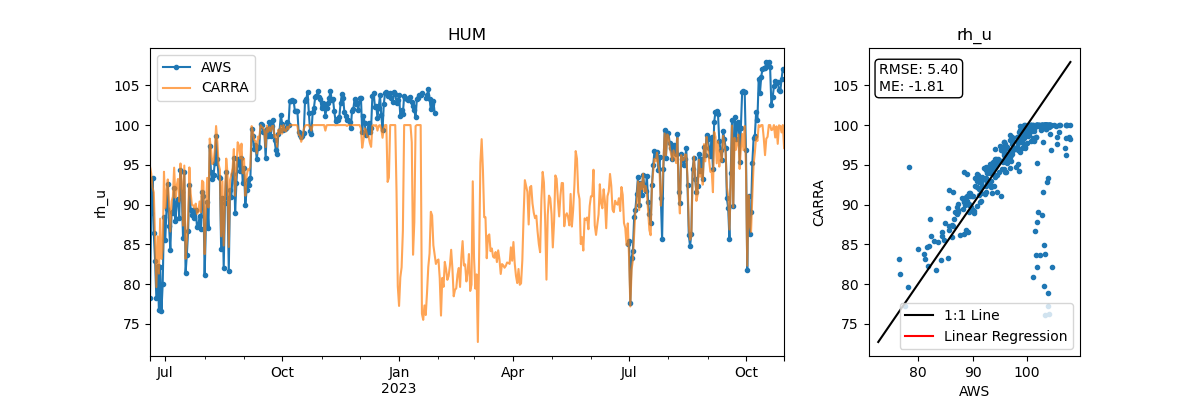 HUM
rh_u
AWS
CARRA
105
100
95
90
85
80
75
rh_u
Jul
Oct
Jan
2023
Apr
Jul
Oct
rh_u
RMSE: 5.40
ME: -1.81
105
100
95
90
85
80
75
CARRA
1:1 Line
Linear Regression
80
90
100
AWS